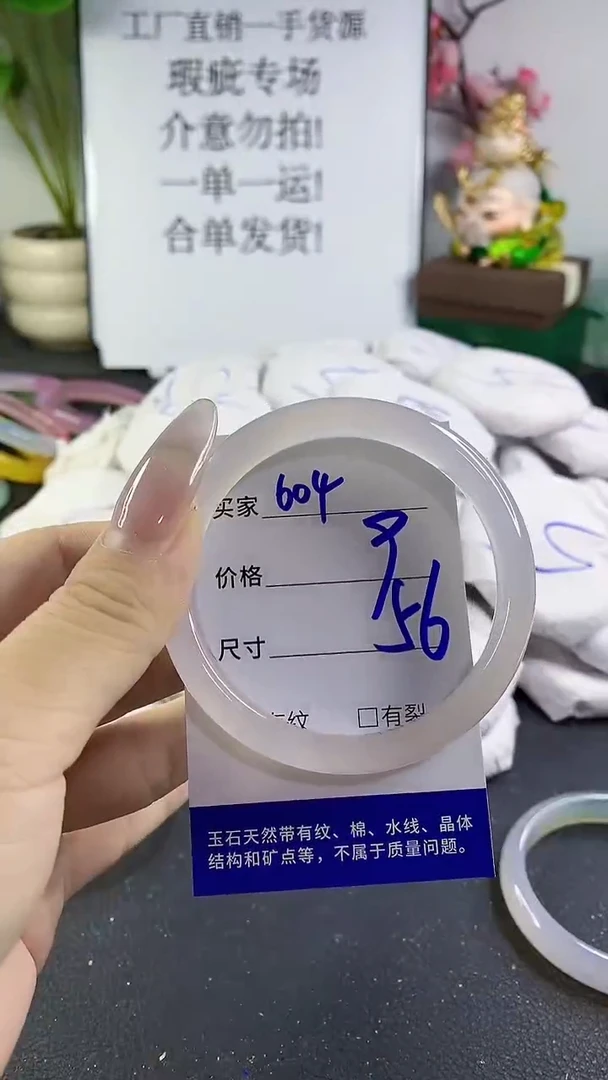 工厂直销一手货源
瑕疵专场
介意勿拍!
一单一运!
合单发货!
买家 604
价格
尺寸 56
纹 □有裂
玉石天然带有纹、棉、水线、晶体
结构和矿点等，不属于质量问题。